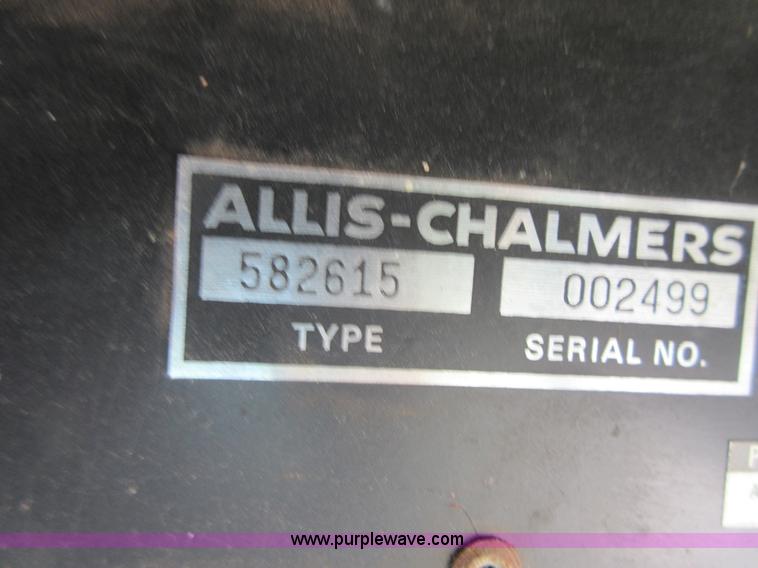 ALLIS-CHALMERS
582615 002499
TYPE SERIAL NO.
www.purplewave.com